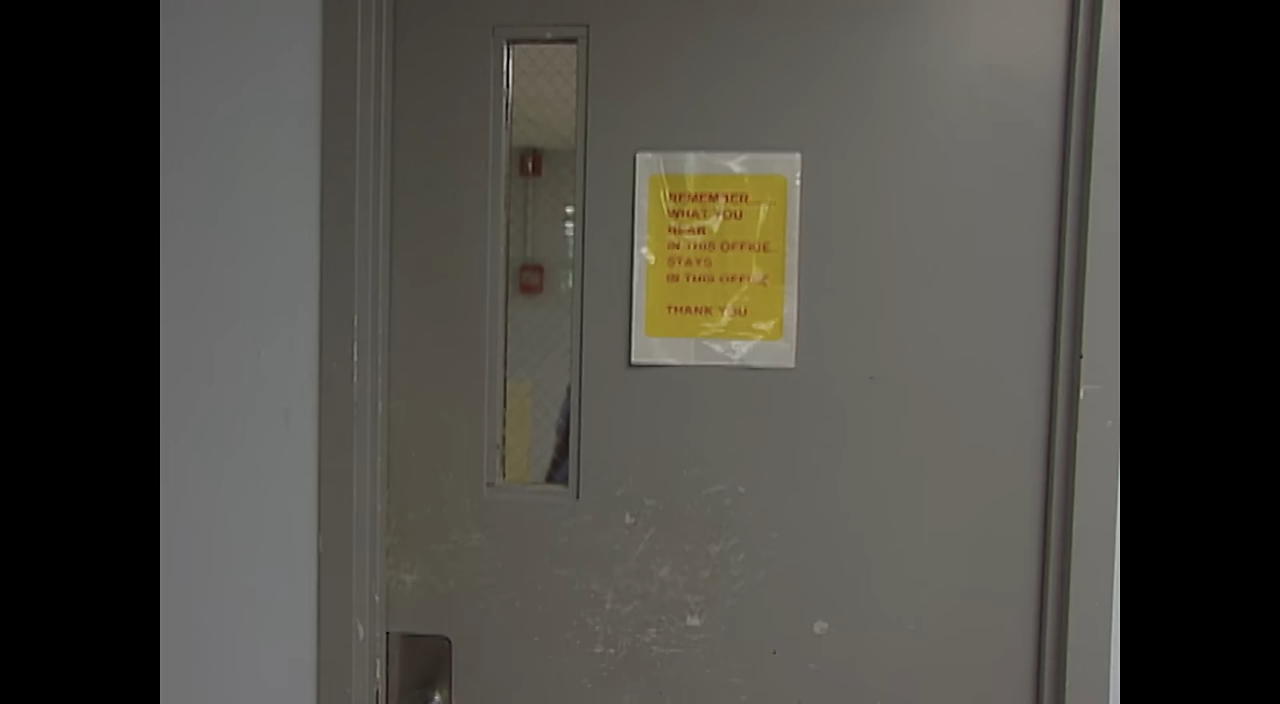 REMEMBER......
WHAT YOU
HEAR
IN THIS OFFICE
STAYS
IN THIS OFFICE
THANK YOU